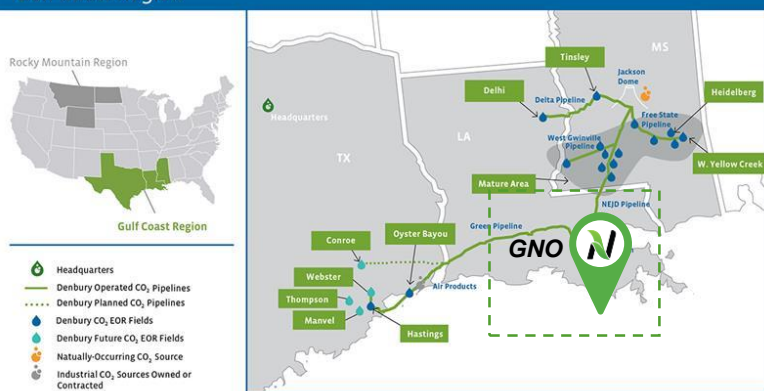 Rocky Mountain Region
Gulf Coast Region
Headquarters
Denbury Operated CO₂ Pipelines
Denbury Planned CO₂ Pipelines
Denbury CO₂ EOR Fields
Denbury Future CO₂ EOR Fields
Natually-Occurring CO₂ Source
Industrial CO₂ Sources Owned or
Contracted
MS
Tinsley
Jackson
Dome
Delhi
Delta Pipeline
Heidelberg
Headquarters
Free State
Pipeline
LA
West Gwinville
Pipeline
TX
W. Yellow Creek
Mature Area
NEJD Pipeline
Green Pipeline
Oyster Bayou
Conroe
GNO
N
Webster
Air Products
Thompson
Manvel
Hastings